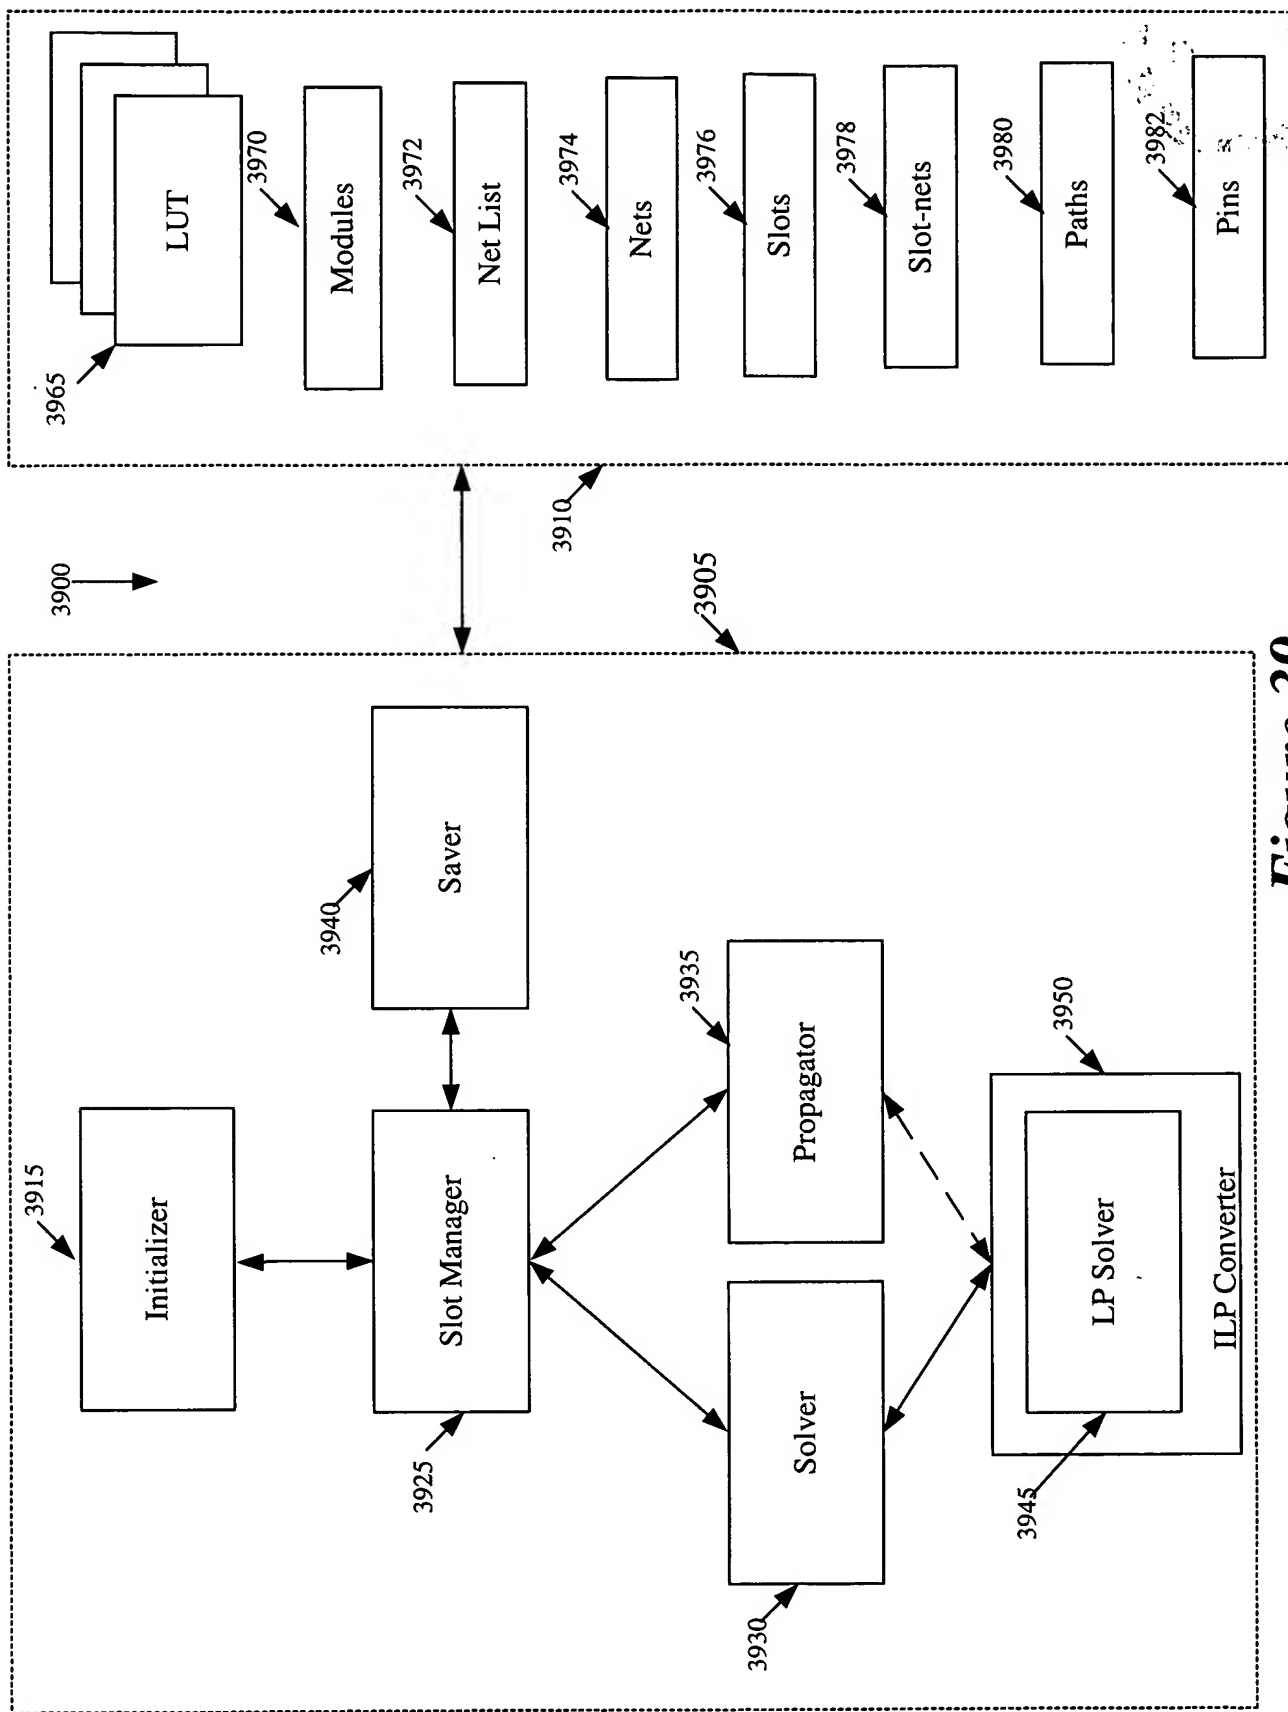 3900
3915
Initializer
3925
Slot Manager
3940
Saver
3930
Solver
3935
Propagator
3945
LP Solver
3950
ILP Converter
3905
3910
3965
LUT
3970
Modules
3972
Net List
3974
Nets
3976
Slots
3978
Slot-nets
3980
Paths
3982
Pins
Figure 39